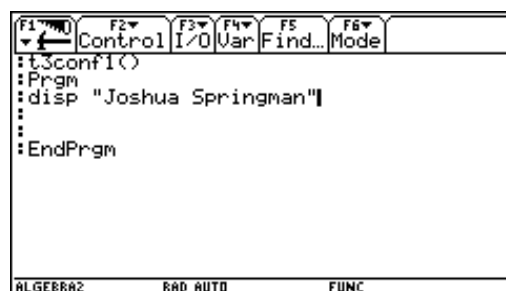 F1 F2 Control F3 I/O F4 Var F5 Find... F6 Mode
:t3conf1()
:Prgm
:disp "Joshua Springman"
:
:
:EndPrgm
ALGEBRA2 RAD AUTO FUNC